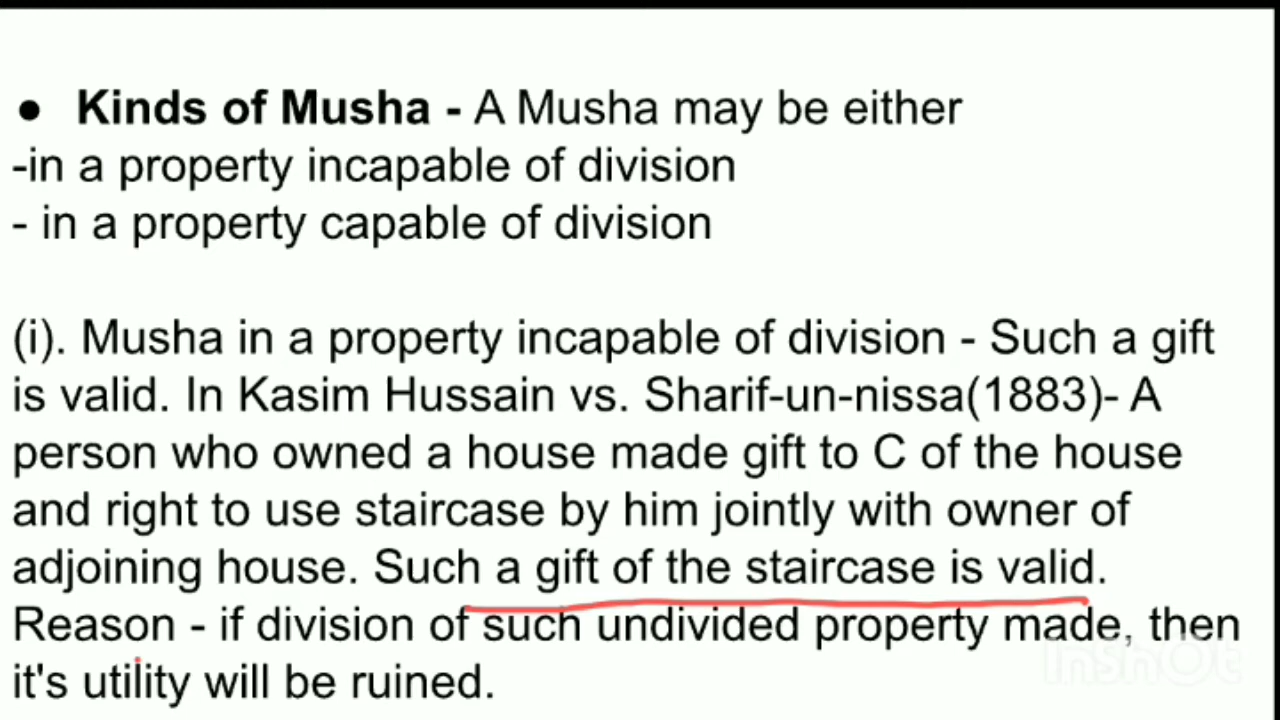 ● Kinds of Musha - A Musha may be either
-in a property incapable of division
- in a property capable of division
(i). Musha in a property incapable of division - Such a gift
is valid. In Kasim Hussain vs. Sharif-un-nissa(1883)- A
person who owned a house made gift to C of the house
and right to use staircase by him jointly with owner of
adjoining house. Such a gift of the staircase is valid.
Reason - if division of such undivided property made, then
it's utility will be ruined.
InShOt